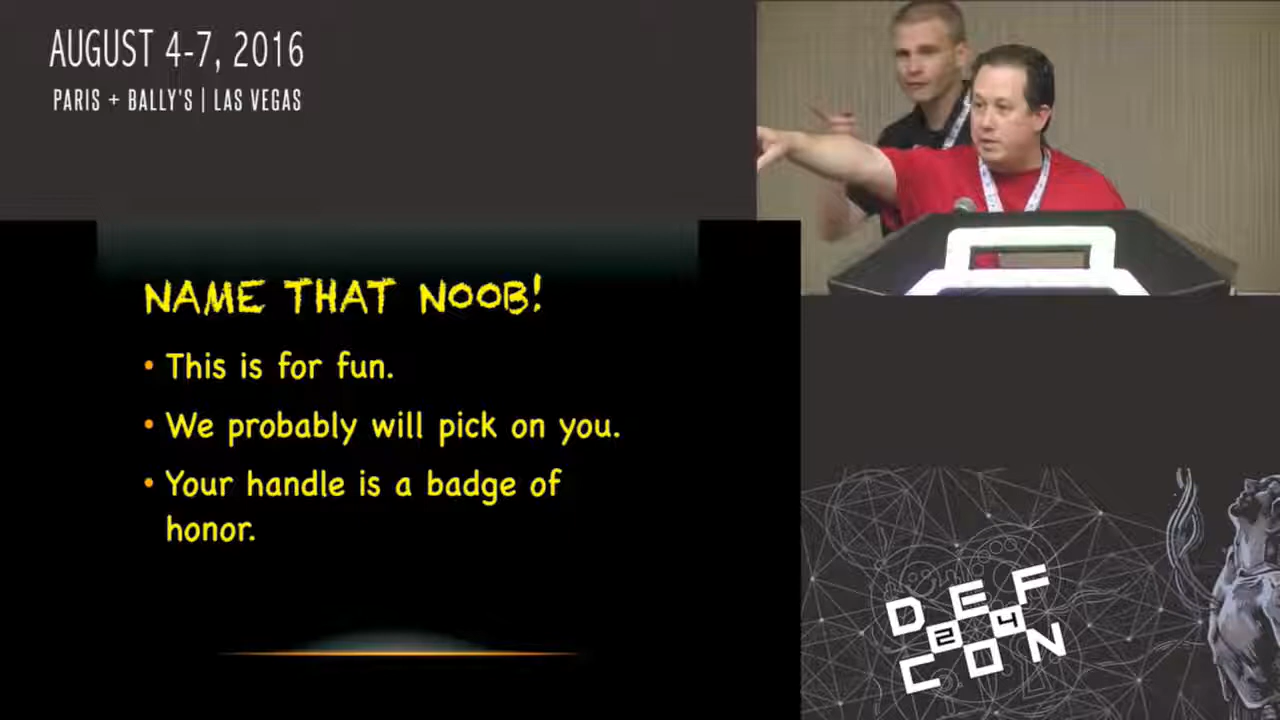 AUGUST 4-7, 2016
PARIS + BALLY'S | LAS VEGAS
NAME THAT NOOB!
• This is for fun.
• We probably will pick on you.
• Your handle is a badge of
honor.
DEF
24
CON